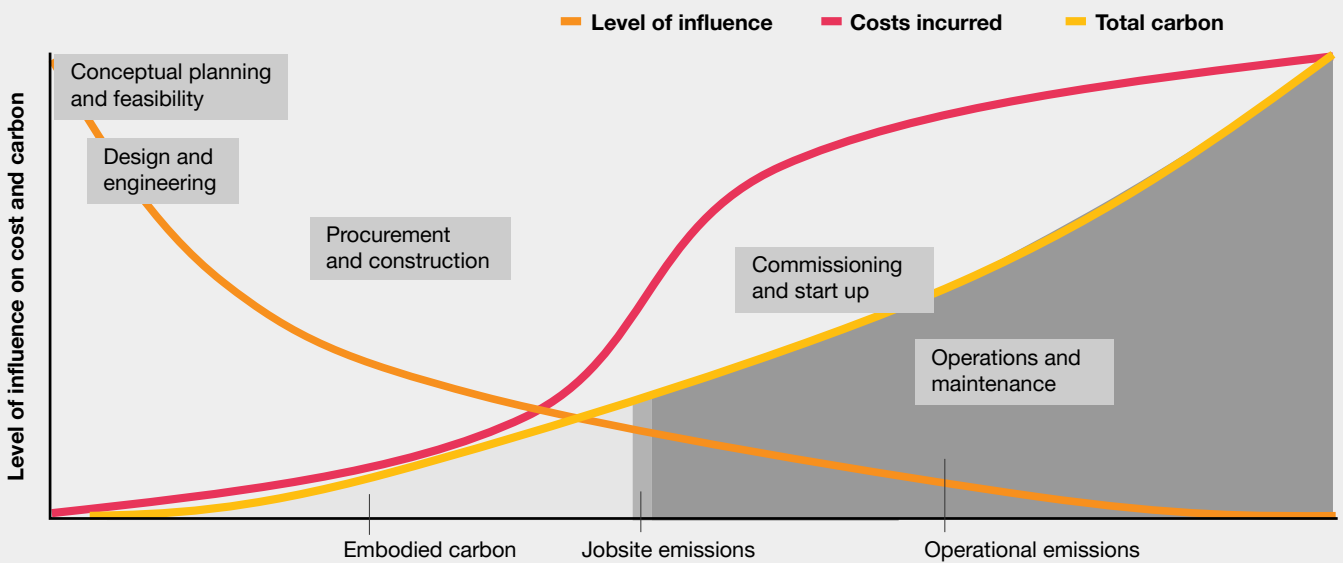 Level of influence
Costs incurred
Total carbon
Level of influence on cost and carbon
Conceptual planning
and feasibility
Design and
engineering
Procurement
and construction
Commissioning
and start up
Operations and
maintenance
Embodied carbon
Jobsite emissions
Operational emissions